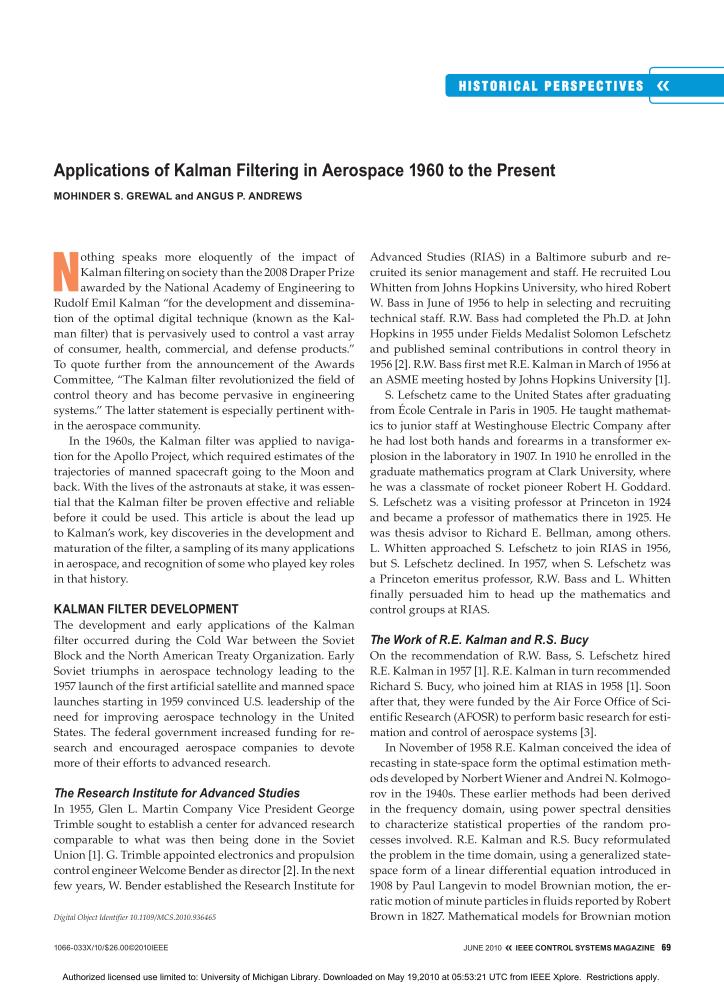 HISTORICAL PERSPECTIVES «
Applications of Kalman Filtering in Aerospace 1960 to the Present
MOHINDER S. GREWAL and ANGUS P. ANDREWS
Nothing speaks more eloquently of the impact of
Kalman filtering on society than the 2008 Draper Prize
awarded by the National Academy of Engineering to
Rudolf Emil Kalman “for the development and dissemina-
tion of the optimal digital technique (known as the Kal-
man filter) that is pervasively used to control a vast array
of consumer, health, commercial, and defense products.”
To quote further from the announcement of the Awards
Committee, “The Kalman filter revolutionized the field of
control theory and has become pervasive in engineering
systems.” The latter statement is especially pertinent with-
in the aerospace community.
In the 1960s, the Kalman filter was applied to naviga-
tion for the Apollo Project, which required estimates of the
trajectories of manned spacecraft going to the Moon and
back. With the lives of the astronauts at stake, it was essen-
tial that the Kalman filter be proven effective and reliable
before it could be used. This article is about the lead up
to Kalman’s work, key discoveries in the development and
maturation of the filter, a sampling of its many applications
in aerospace, and recognition of some who played key roles
in that history.
KALMAN FILTER DEVELOPMENT
The development and early applications of the Kalman
filter occurred during the Cold War between the Soviet
Block and the North American Treaty Organization. Early
Soviet triumphs in aerospace technology leading to the
1957 launch of the first artificial satellite and manned space
launches starting in 1959 convinced U.S. leadership of the
need for improving aerospace technology in the United
States. The federal government increased funding for re-
search and encouraged aerospace companies to devote
more of their efforts to advanced research.
The Research Institute for Advanced Studies
In 1955, Glen L. Martin Company Vice President George
Trimble sought to establish a center for advanced research
comparable to what was then being done in the Soviet
Union [1]. G. Trimble appointed electronics and propulsion
control engineer Welcome Bender as director [2]. In the next
few years, W. Bender established the Research Institute for
Advanced Studies (RIAS) in a Baltimore suburb and re-
cruited its senior management and staff. He recruited Lou
Whitten from Johns Hopkins University, who hired Robert
W. Bass in June of 1956 to help in selecting and recruiting
technical staff. R.W. Bass had completed the Ph.D. at John
Hopkins in 1955 under Fields Medalist Solomon Lefschetz
and published seminal contributions in control theory in
1956 [2]. R.W. Bass first met R.E. Kalman in March of 1956 at
an ASME meeting hosted by Johns Hopkins University [1].
S. Lefschetz came to the United States after graduating
from École Centrale in Paris in 1905. He taught mathemat-
ics to junior staff at Westinghouse Electric Company after
he had lost both hands and forearms in a transformer ex-
plosion in the laboratory in 1907. In 1910 he enrolled in the
graduate mathematics program at Clark University, where
he was a classmate of rocket pioneer Robert H. Goddard.
S. Lefschetz was a visiting professor at Princeton in 1924
and became a professor of mathematics there in 1925. He
was thesis advisor to Richard E. Bellman, among others.
L. Whitten approached S. Lefschetz to join RIAS in 1956,
but S. Lefschetz declined. In 1957, when S. Lefschetz was
a Princeton emeritus professor, R.W. Bass and L. Whitten
finally persuaded him to head up the mathematics and
control groups at RIAS.
The Work of R.E. Kalman and R.S. Bucy
On the recommendation of R.W. Bass, S. Lefschetz hired
R.E. Kalman in 1957 [1]. R.E. Kalman in turn recommended
Richard S. Bucy, who joined him at RIAS in 1958 [1]. Soon
after that, they were funded by the Air Force Office of Sci-
entific Research (AFOSR) to perform basic research for esti-
mation and control of aerospace systems [3].
In November of 1958 R.E. Kalman conceived the idea of
recasting in state-space form the optimal estimation meth-
ods developed by Norbert Wiener and Andrei N. Kolmogo-
rov in the 1940s. These earlier methods had been derived
in the frequency domain, using power spectral densities
to characterize statistical properties of the random pro-
cesses involved. R.E. Kalman and R.S. Bucy reformulated
the problem in the time domain, using a generalized state-
space form of a linear differential equation introduced in
1908 by Paul Langevin to model Brownian motion, the er-
ratic motion of minute particles in fluids reported by Robert
Brown in 1827. Mathematical models for Brownian motion
Digital Object Identifier 10.1109/MCS.2010.936465
1066-033X/10/$26.00©2010IEEE
JUNE 2010 « IEEE CONTROL SYSTEMS MAGAZINE 69
Authorized licensed use limited to: University of Michigan Library. Downloaded on May 19,2010 at 05:53:21 UTC from IEEE Xplore. Restrictions apply.